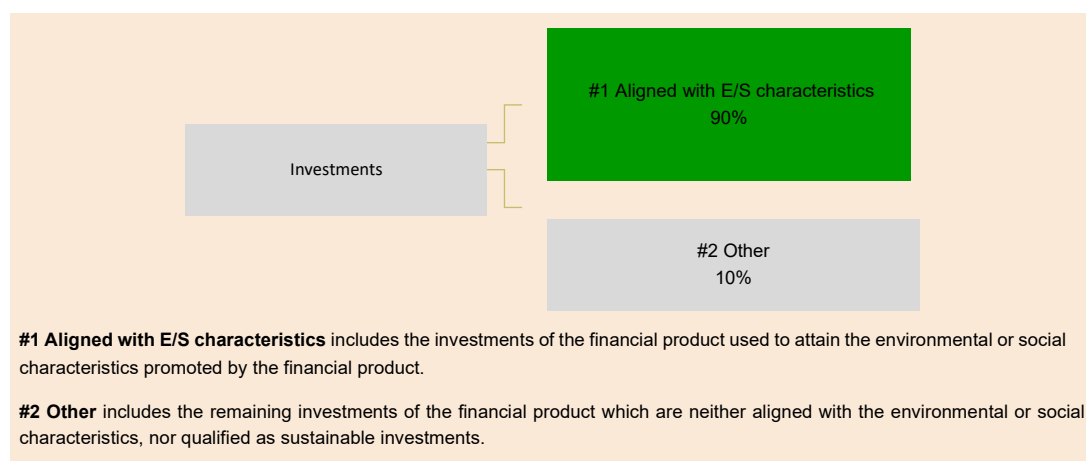 #1 Aligned with E/S characteristics
90%
Investments
#2 Other
10%
#1 Aligned with E/S characteristics includes the investments of the financial product used to attain the environmental or social
characteristics promoted by the financial product.
#2 Other includes the remaining investments of the financial product which are neither aligned with the environmental or social
characteristics, nor qualified as sustainable investments.